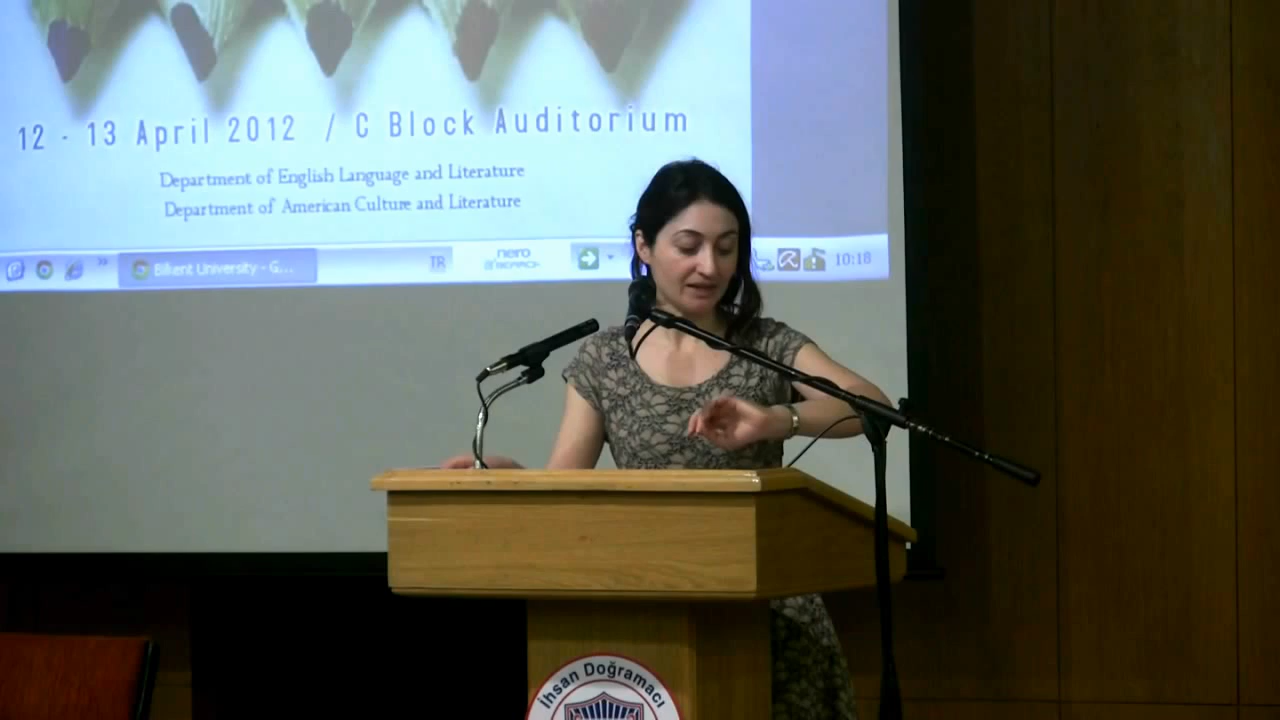 12 - 13 April 2012 / C Block Auditorium
Department of English Language and Literature
Department of American Culture and Literature
» Bilkent University - G... TR nero SEARCH 10:18
İhsan Doğramacı